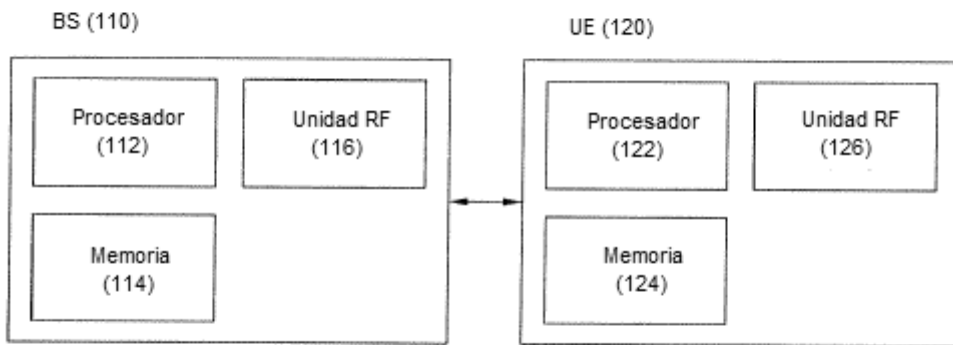 BS (110)
UE (120)
Procesador
(112)
Unidad RF
(116)
Procesador
(122)
Unidad RF
(126)
Memoria
(114)
Memoria
(124)